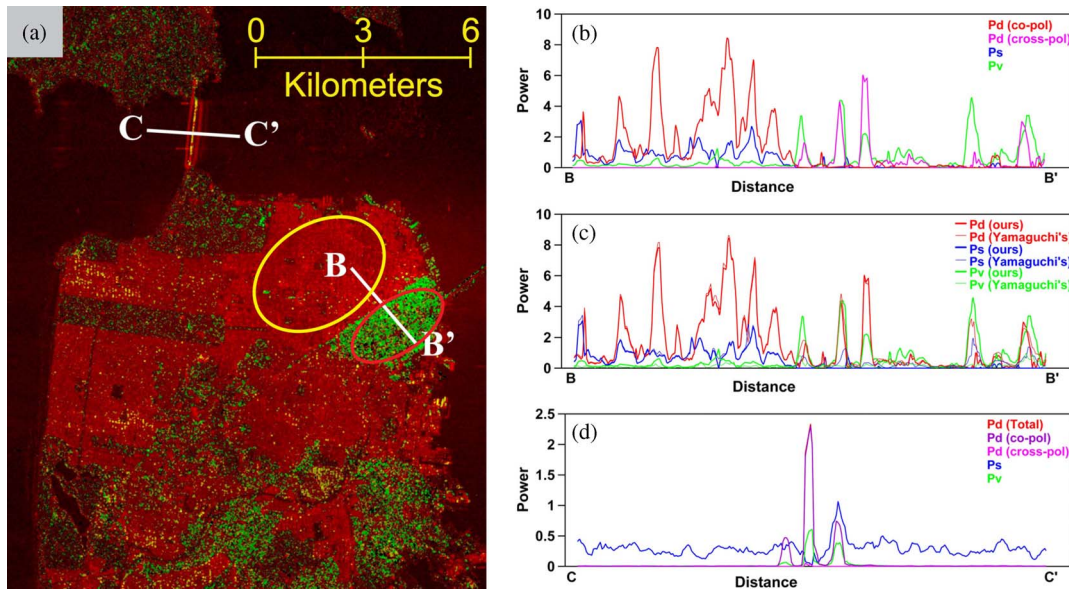 (a)
0 3 6
Kilometers
C C'
B
B'
(b)
10
8
6
4
2
0
Power
Pd (co-pol)
Pd (cross-pol)
Ps
Pv
B Distance B'
(c)
10
8
6
4
2
0
Power
Pd (ours)
Pd (Yamaguchi's)
Ps (ours)
Ps (Yamaguchi's)
Pv (ours)
Pv (Yamaguchi's)
B Distance B'
(d)
2.5
2
1.5
1
0.5
0
Power
Pd (Total)
Pd (co-pol)
Pd (cross-pol)
Ps
Pv
C Distance C'